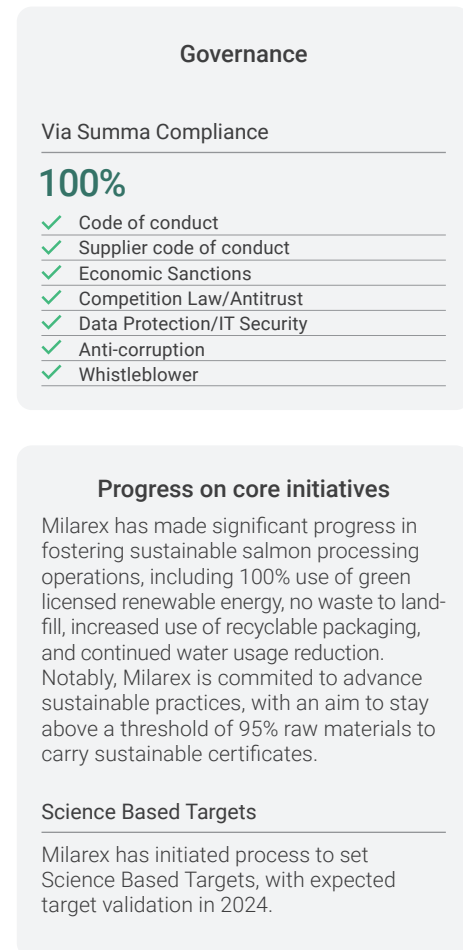 Governance
Via Summa Compliance
100%
Code of conduct
Supplier code of conduct
Economic Sanctions
Competition Law/Antitrust
Data Protection/IT Security
Anti-corruption
Whistleblower
Progress on core initiatives
Milarex has made significant progress in
fostering sustainable salmon processing
operations, including 100% use of green
licensed renewable energy, no waste to land-
fill, increased use of recyclable packaging,
and continued water usage reduction.
Notably, Milarex is commited to advance
sustainable practices, with an aim to stay
above a threshold of 95% raw materials to
carry sustainable certificates.
Science Based Targets
Milarex has initiated process to set
Science Based Targets, with expected
target validation in 2024.